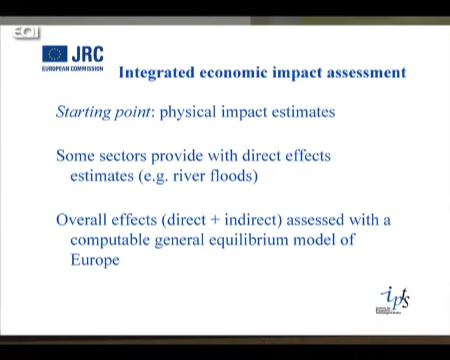 JRC
EUROPEAN COMMISSION
Integrated economic impact assessment
Starting point: physical impact estimates
Some sectors provide with direct effects
estimates (e.g. river floods)
Overall effects (direct + indirect) assessed with a
computable general equilibrium model of
Europe
ipts